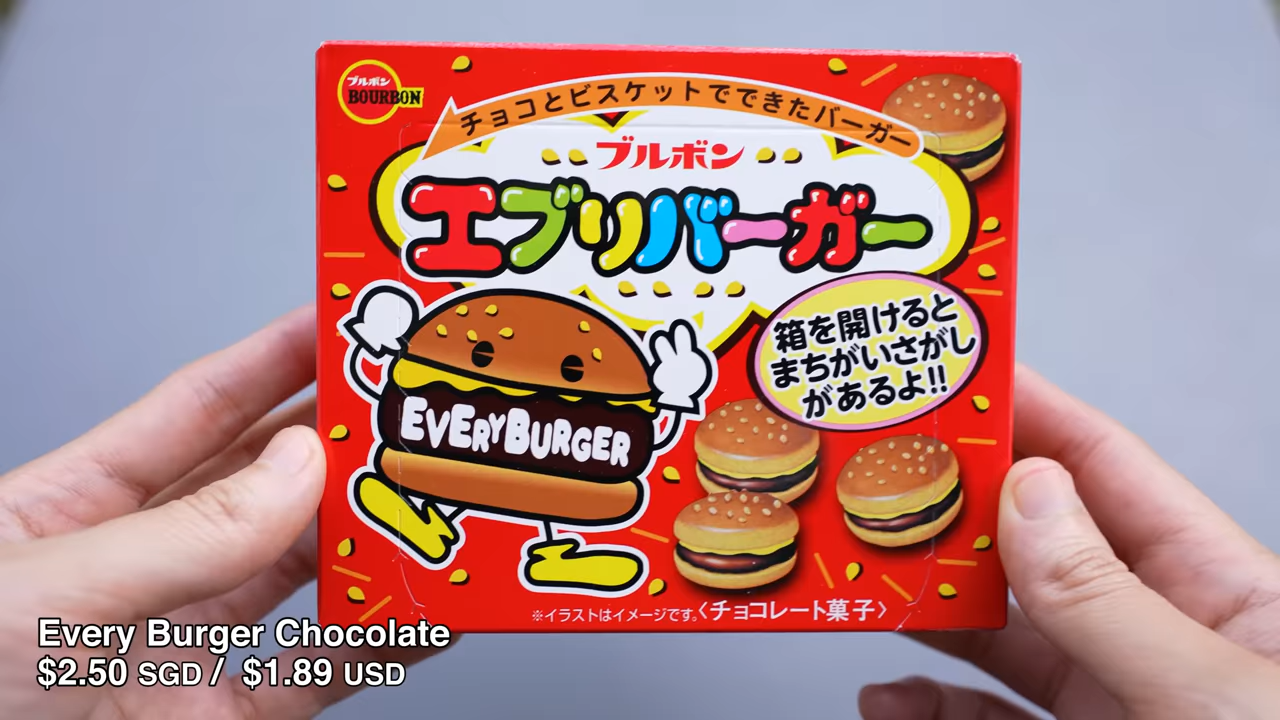 ブルボン
BOURBON
チョコとビスケットでできたバーガー
ブルボン
エブリバーガー
箱を開けると
まちがいさがし
があるよ!!
EVERYBURGER
※イラストはイメージです。〈チョコレート菓子〉
Every Burger Chocolate
$2.50 SGD / $1.89 USD